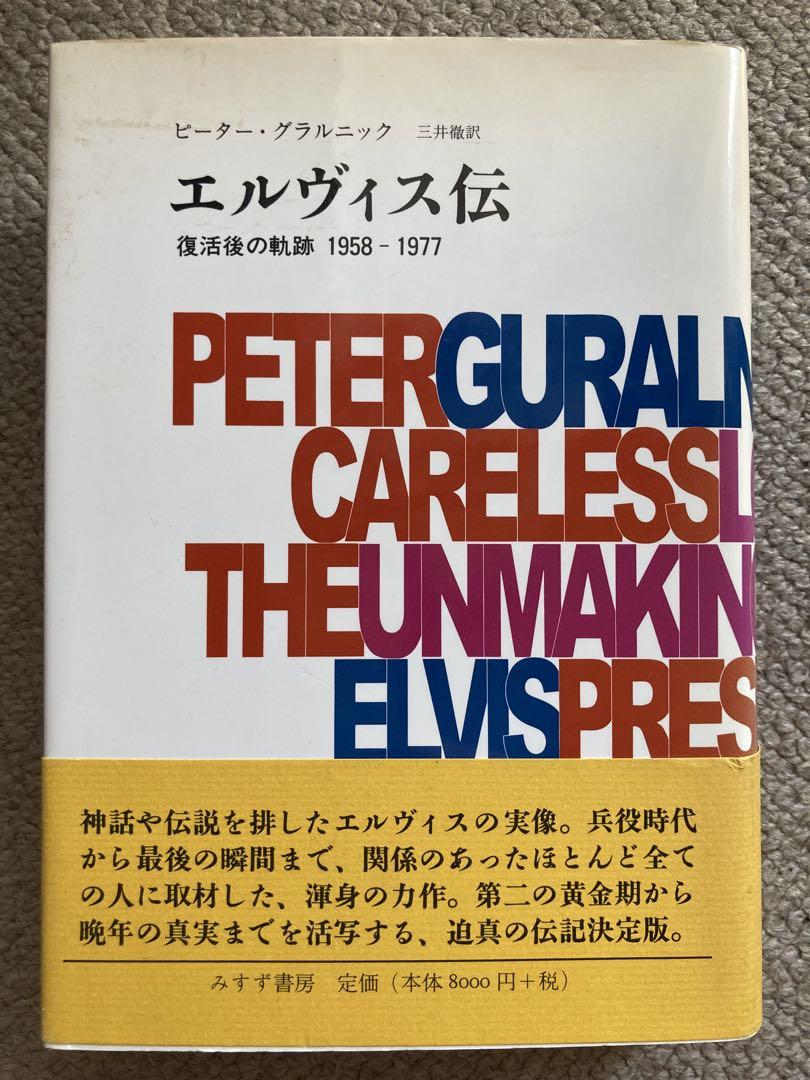 ピーター・グラルニック　三井徹訳
エルヴィス伝
復活後の軌跡 1958－1977
PETERGURALN
CARELESSL
THEUNMAKIN
ELVISPRES
神話や伝説を排したエルヴィスの実像。兵役時代
から最後の瞬間まで、関係のあったほとんど全て
の人に取材した、渾身の力作。第二の黄金期から
晩年の真実までを活写する、迫真の伝記決定版。
みすず書房　定価（本体8000円＋税）